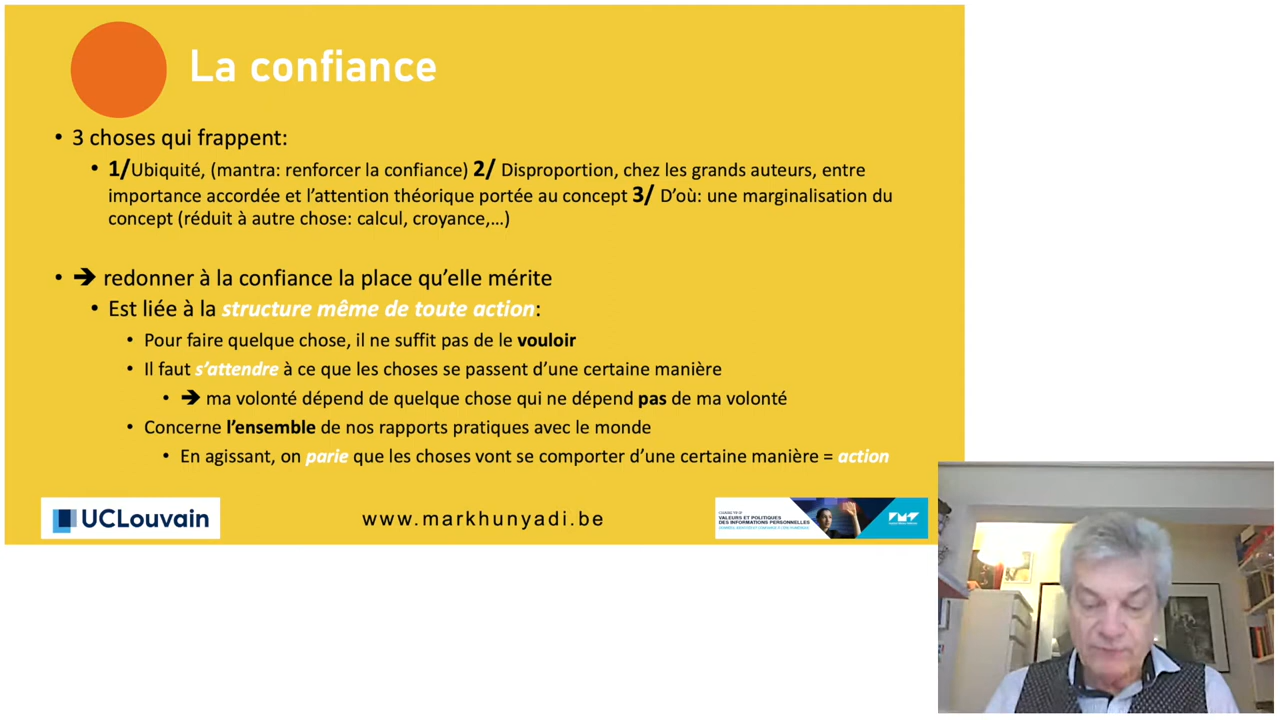 La confiance
• 3 choses qui frappent:
• 1/Ubiquité, (mantra: renforcer la confiance) 2/ Disproportion, chez les grands auteurs, entre
importance accordée et l’attention théorique portée au concept 3/ D’où: une marginalisation du
concept (réduit à autre chose: calcul, croyance,…)
• ➔ redonner à la confiance la place qu’elle mérite
• Est liée à la structure même de toute action:
• Pour faire quelque chose, il ne suffit pas de le vouloir
• Il faut s’attendre à ce que les choses se passent d’une certaine manière
• ➔ ma volonté dépend de quelque chose qui ne dépend pas de ma volonté
• Concerne l’ensemble de nos rapports pratiques avec le monde
• En agissant, on parie que les choses vont se comporter d’une certaine manière = action
UCLouvain
www.markhunyadi.be
VALEURS ET POLITIQUES
DES INFORMATIONS PERSONNELLES